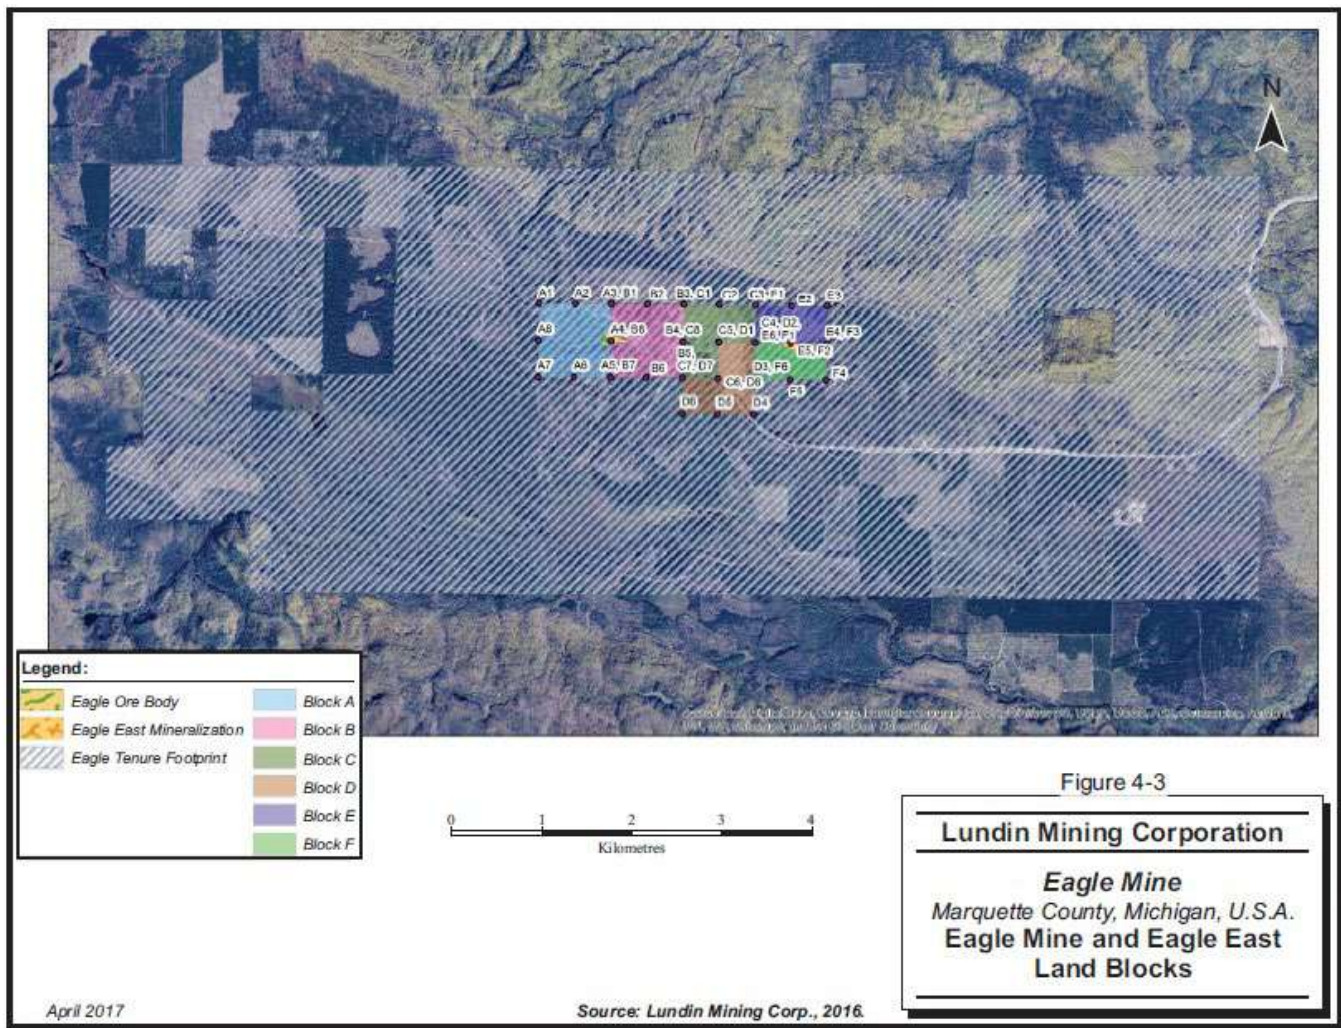 N
A1 A2 A3, B1 B2 B3, C1 C2 C3, E1 E2 E3
A8 A4, B8 B4, C8 C5, D1 C4, D2, E4, F3
E6, F1
B5, E5, F2
A7 A6 A5, B7 B6 C7, D7 D3, F6
C6, D8 F5 F4
D6 D5 D4
Legend:
Eagle Ore Body
Eagle East Mineralization
Eagle Tenure Footprint
Block A
Block B
Block C
Block D
Block E
Block F
0 1 2 3 4
Kilometres
Figure 4-3
Lundin Mining Corporation
Eagle Mine
Marquette County, Michigan, U.S.A.
Eagle Mine and Eagle East
Land Blocks
April 2017
Source: Lundin Mining Corp., 2016.